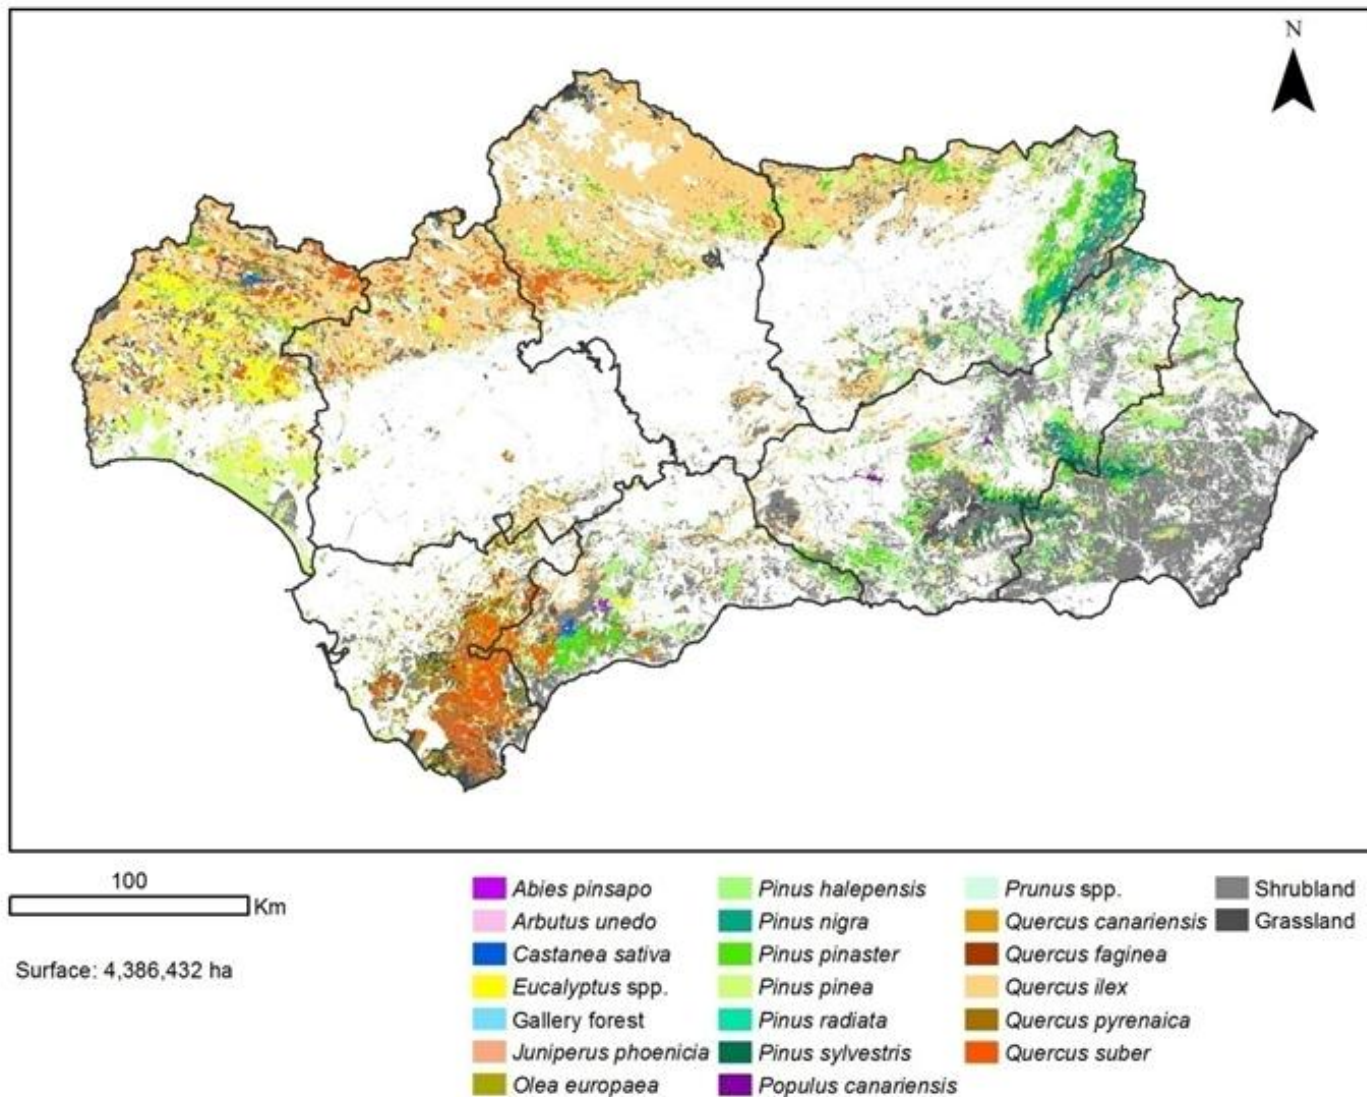 N
100
Km
Surface: 4,386,432 ha
Abies pinsapo
Arbutus unedo
Castanea sativa
Eucalyptus spp.
Gallery forest
Juniperus phoenicia
Olea europaea
Pinus halepensis
Pinus nigra
Pinus pinaster
Pinus pinea
Pinus radiata
Pinus sylvestris
Populus canariensis
Prunus spp.
Quercus canariensis
Quercus faginea
Quercus ilex
Quercus pyrenaica
Quercus suber
Shrubland
Grassland